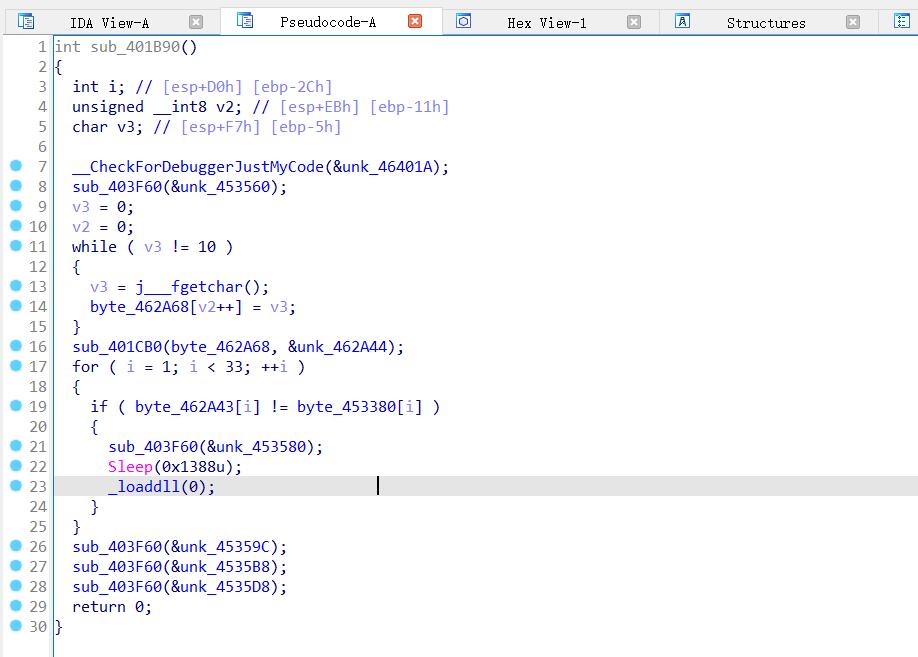 IDA View-A Pseudocode-A Hex View-1 Structures
1 int sub_401B90()
2 {
3 int i; // [esp+D0h] [ebp-2Ch]
4 unsigned __int8 v2; // [esp+EBh] [ebp-11h]
5 char v3; // [esp+F7h] [ebp-5h]
6
7 __CheckForDebuggerJustMyCode(&unk_46401A);
8 sub_403F60(&unk_453560);
9 v3 = 0;
10 v2 = 0;
11 while ( v3 != 10 )
12 {
13 v3 = j___fgetchar();
14 byte_462A68[v2++] = v3;
15 }
16 sub_401CB0(byte_462A68, &unk_462A44);
17 for ( i = 1; i < 33; ++i )
18 {
19 if ( byte_462A43[i] != byte_453380[i] )
20 {
21 sub_403F60(&unk_453580);
22 Sleep(0x1388u);
23 _loaddll(0);
24 }
25 }
26 sub_403F60(&unk_45359C);
27 sub_403F60(&unk_4535B8);
28 sub_403F60(&unk_4535D8);
29 return 0;
30 }